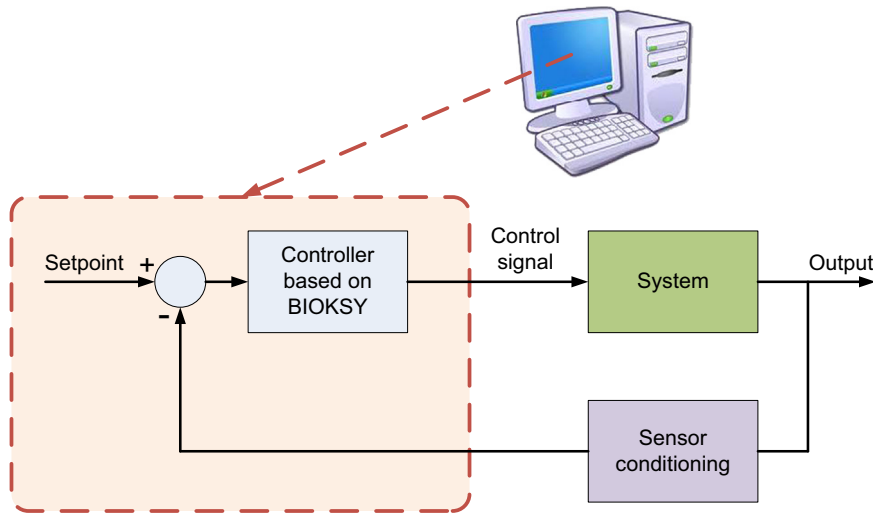 Setpoint
+
-
Controller
based on
BIOKSY
Control
signal
System
Output
Sensor
conditioning